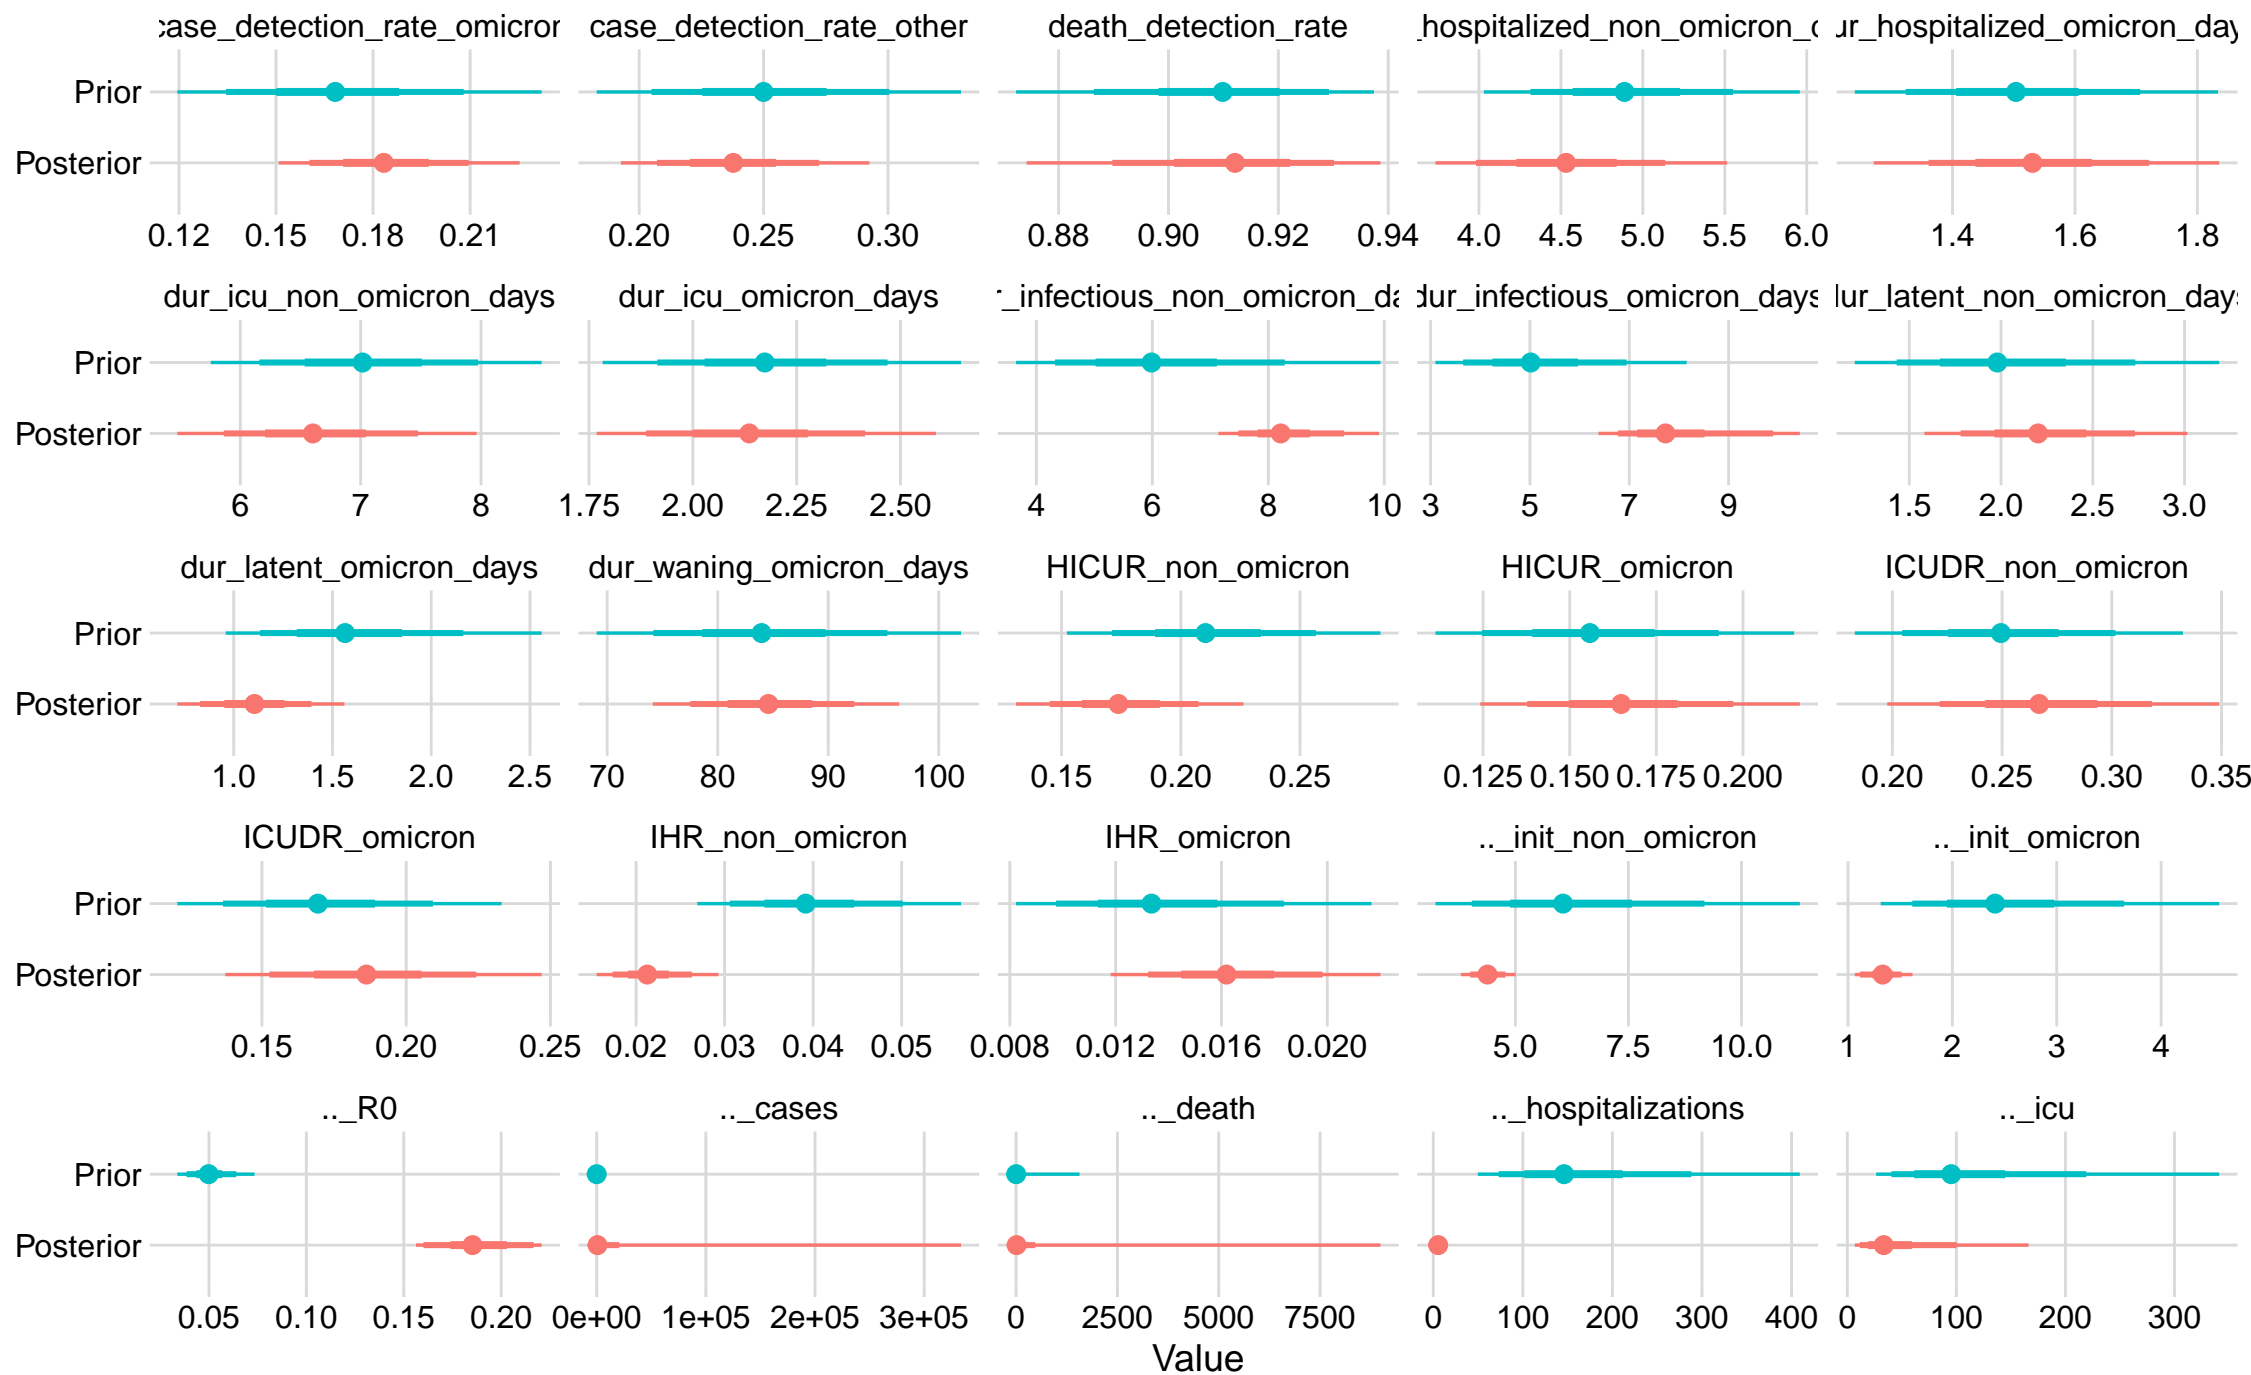 case_detection_rate_omicron case_detection_rate_other death_detection_rate _hospitalized_non_omicron_d ur_hospitalized_omicron_day
Prior
Posterior
0.12 0.15 0.18 0.21 0.20 0.25 0.30 0.88 0.90 0.92 0.94 4.0 4.5 5.0 5.5 6.0 1.4 1.6 1.8
dur_icu_non_omicron_days dur_icu_omicron_days r_infectious_non_omicron_da dur_infectious_omicron_days dur_latent_non_omicron_days
Prior
Posterior
6 7 8 1.75 2.00 2.25 2.50 4 6 8 10 3 5 7 9 1.5 2.0 2.5 3.0
dur_latent_omicron_days dur_waning_omicron_days HICUR_non_omicron HICUR_omicron ICUDR_non_omicron
Prior
Posterior
1.0 1.5 2.0 2.5 70 80 90 100 0.15 0.20 0.25 0.125 0.150 0.175 0.200 0.20 0.25 0.30 0.35
ICUDR_omicron IHR_non_omicron IHR_omicron .._init_non_omicron .._init_omicron
Prior
Posterior
0.15 0.20 0.25 0.02 0.03 0.04 0.05 0.008 0.012 0.016 0.020 5.0 7.5 10.0 1 2 3 4
.._R0 .._cases .._death .._hospitalizations .._icu
Prior
Posterior
0.05 0.10 0.15 0.20 0e+00 1e+05 2e+05 3e+05 0 2500 5000 7500 0 100 200 300 400 0 100 200 300
Value